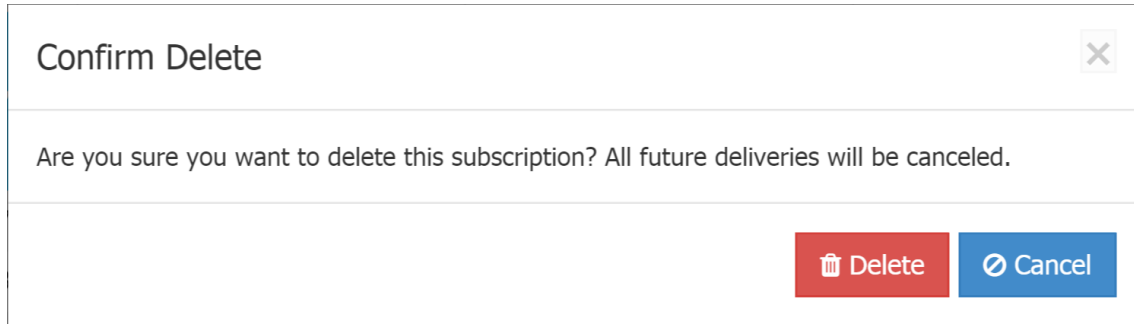 Confirm Delete
Are you sure you want to delete this subscription? All future deliveries will be canceled.
Delete
Cancel